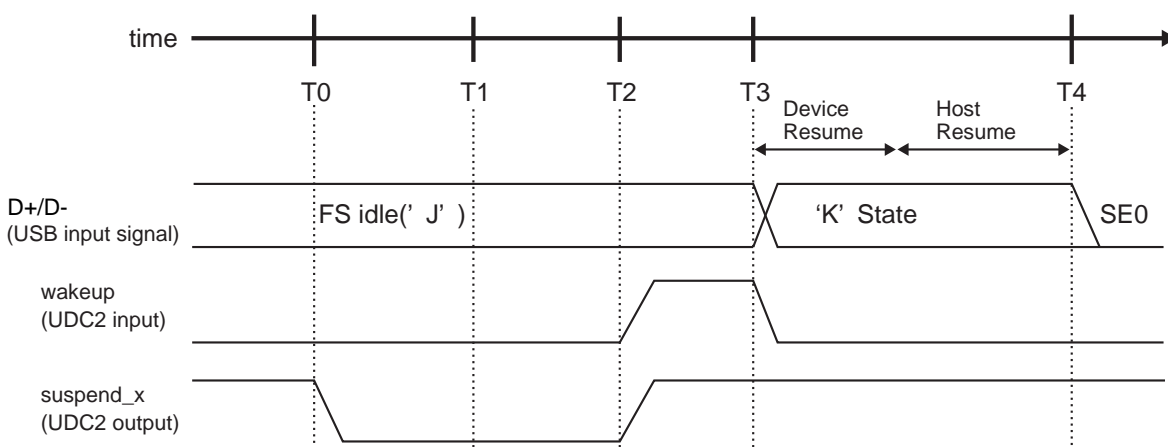 time
T0 T1 T2 T3 T4
Device Host
Resume Resume
D+/D-
(USB input signal)
FS idle(' J' ) ‘K’ State SE0
wakeup
(UDC2 input)
suspend_x
(UDC2 output)